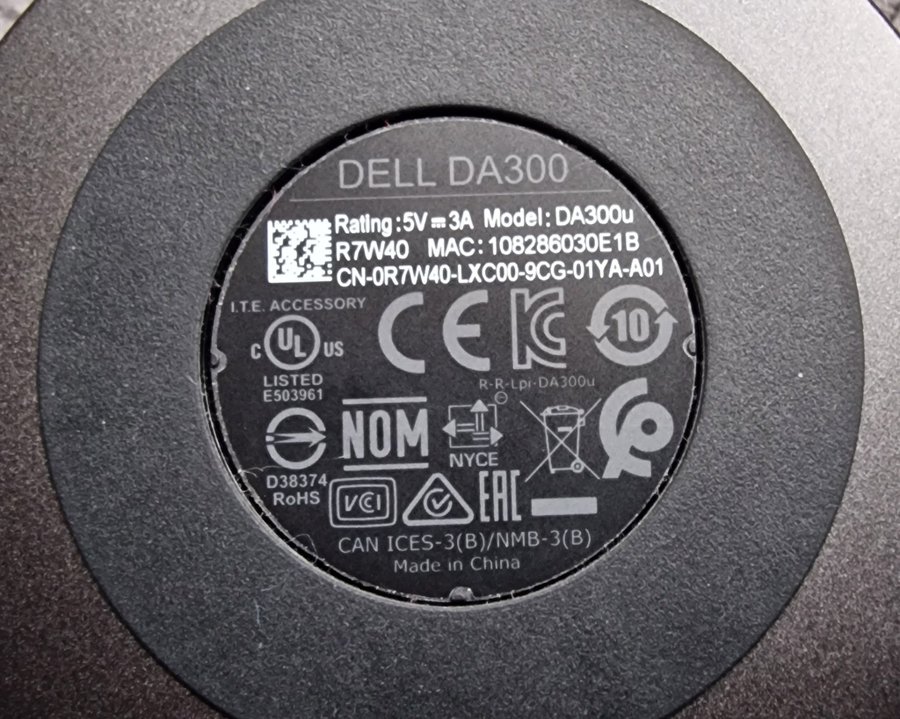 DELL DA300
Rating:5V⎓3A Model:DA300u
R7W40 MAC:108286030E1B
CN-0R7W40-LXC00-9CG-01YA-A01
I.T.E. ACCESSORY
C UL US
LISTED
E503961
CE
KC
10
R-R-Lpi-DA300u
D38374
RoHS
NOM
NYCE
VCI
EAC
CAN ICES-3(B)/NMB-3(B)
Made in China